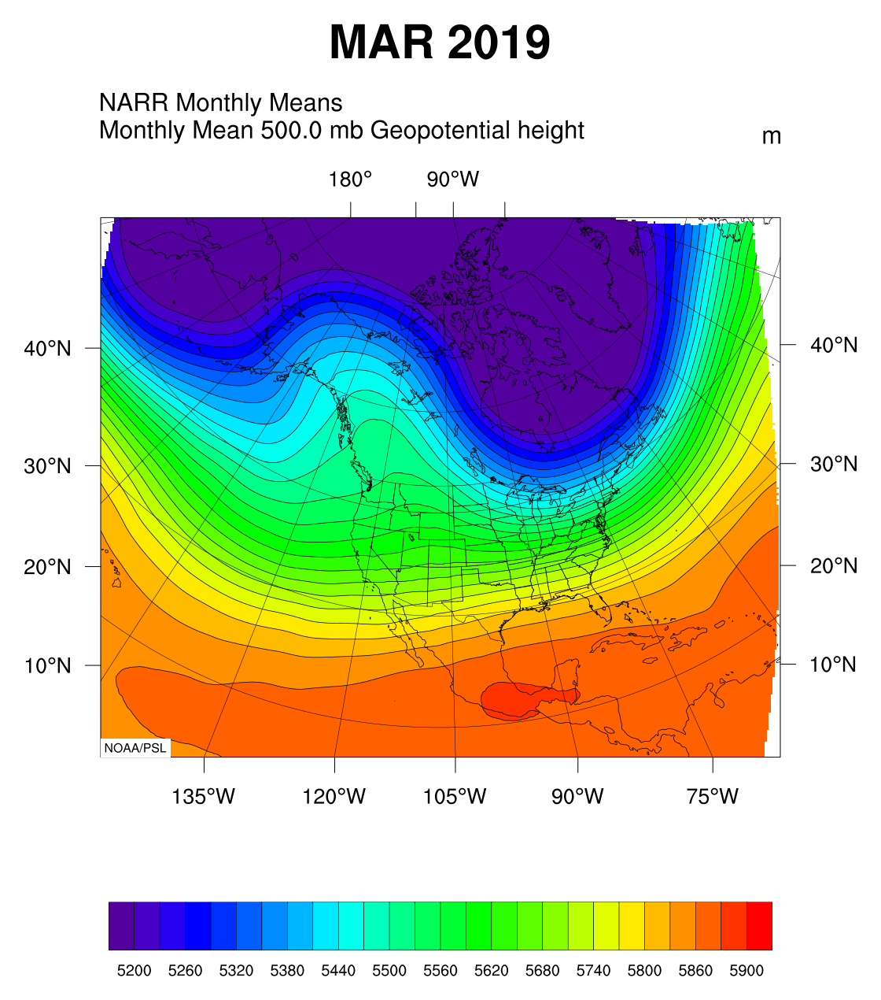 MAR 2019
NARR Monthly Means
Monthly Mean 500.0 mb Geopotential height
m
180° 90°W
40°N 40°N
30°N 30°N
20°N 20°N
10°N 10°N
NOAA/PSL
135°W 120°W 105°W 90°W 75°W
5200 5260 5320 5380 5440 5500 5560 5620 5680 5740 5800 5860 5900